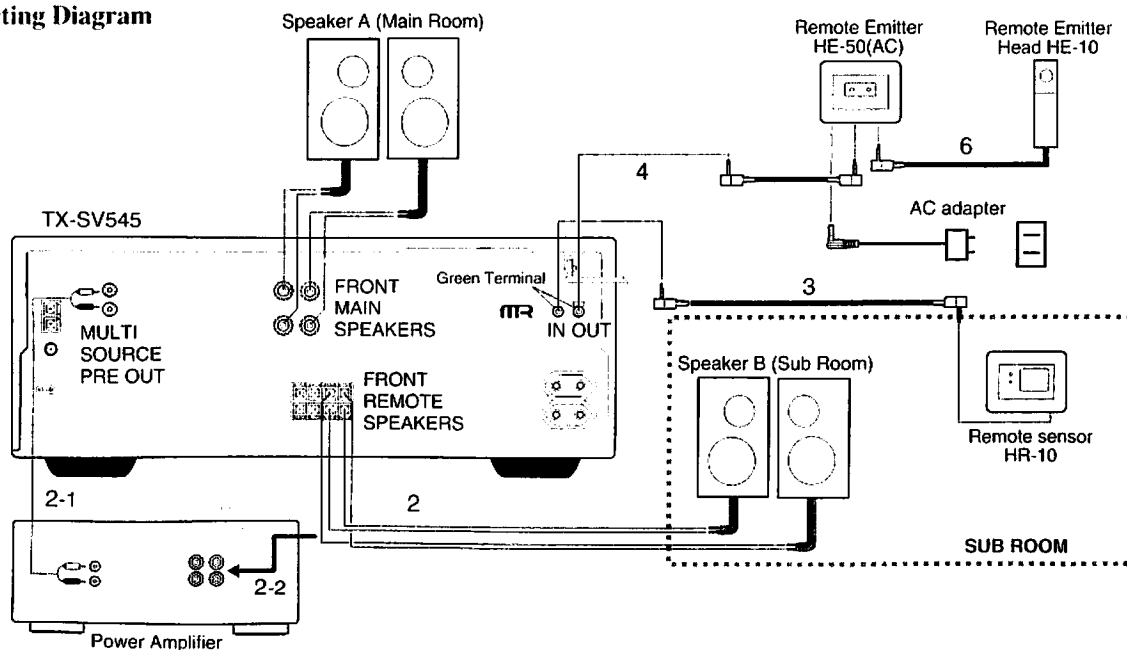 ting Diagram
Speaker A (Main Room)
Remote Emitter
HE-50(AC)
Remote Emitter
Head HE-10
6
4
AC adapter
TX-SV545
3
Green Terminal
FRONT
MAIN
SPEAKERS
IN OUT
MULTI
SOURCE
PRE OUT
FRONT
REMOTE
SPEAKERS
Speaker B (Sub Room)
Remote sensor
HR-10
2-1
2
SUB ROOM
2-2
Power Amplifier